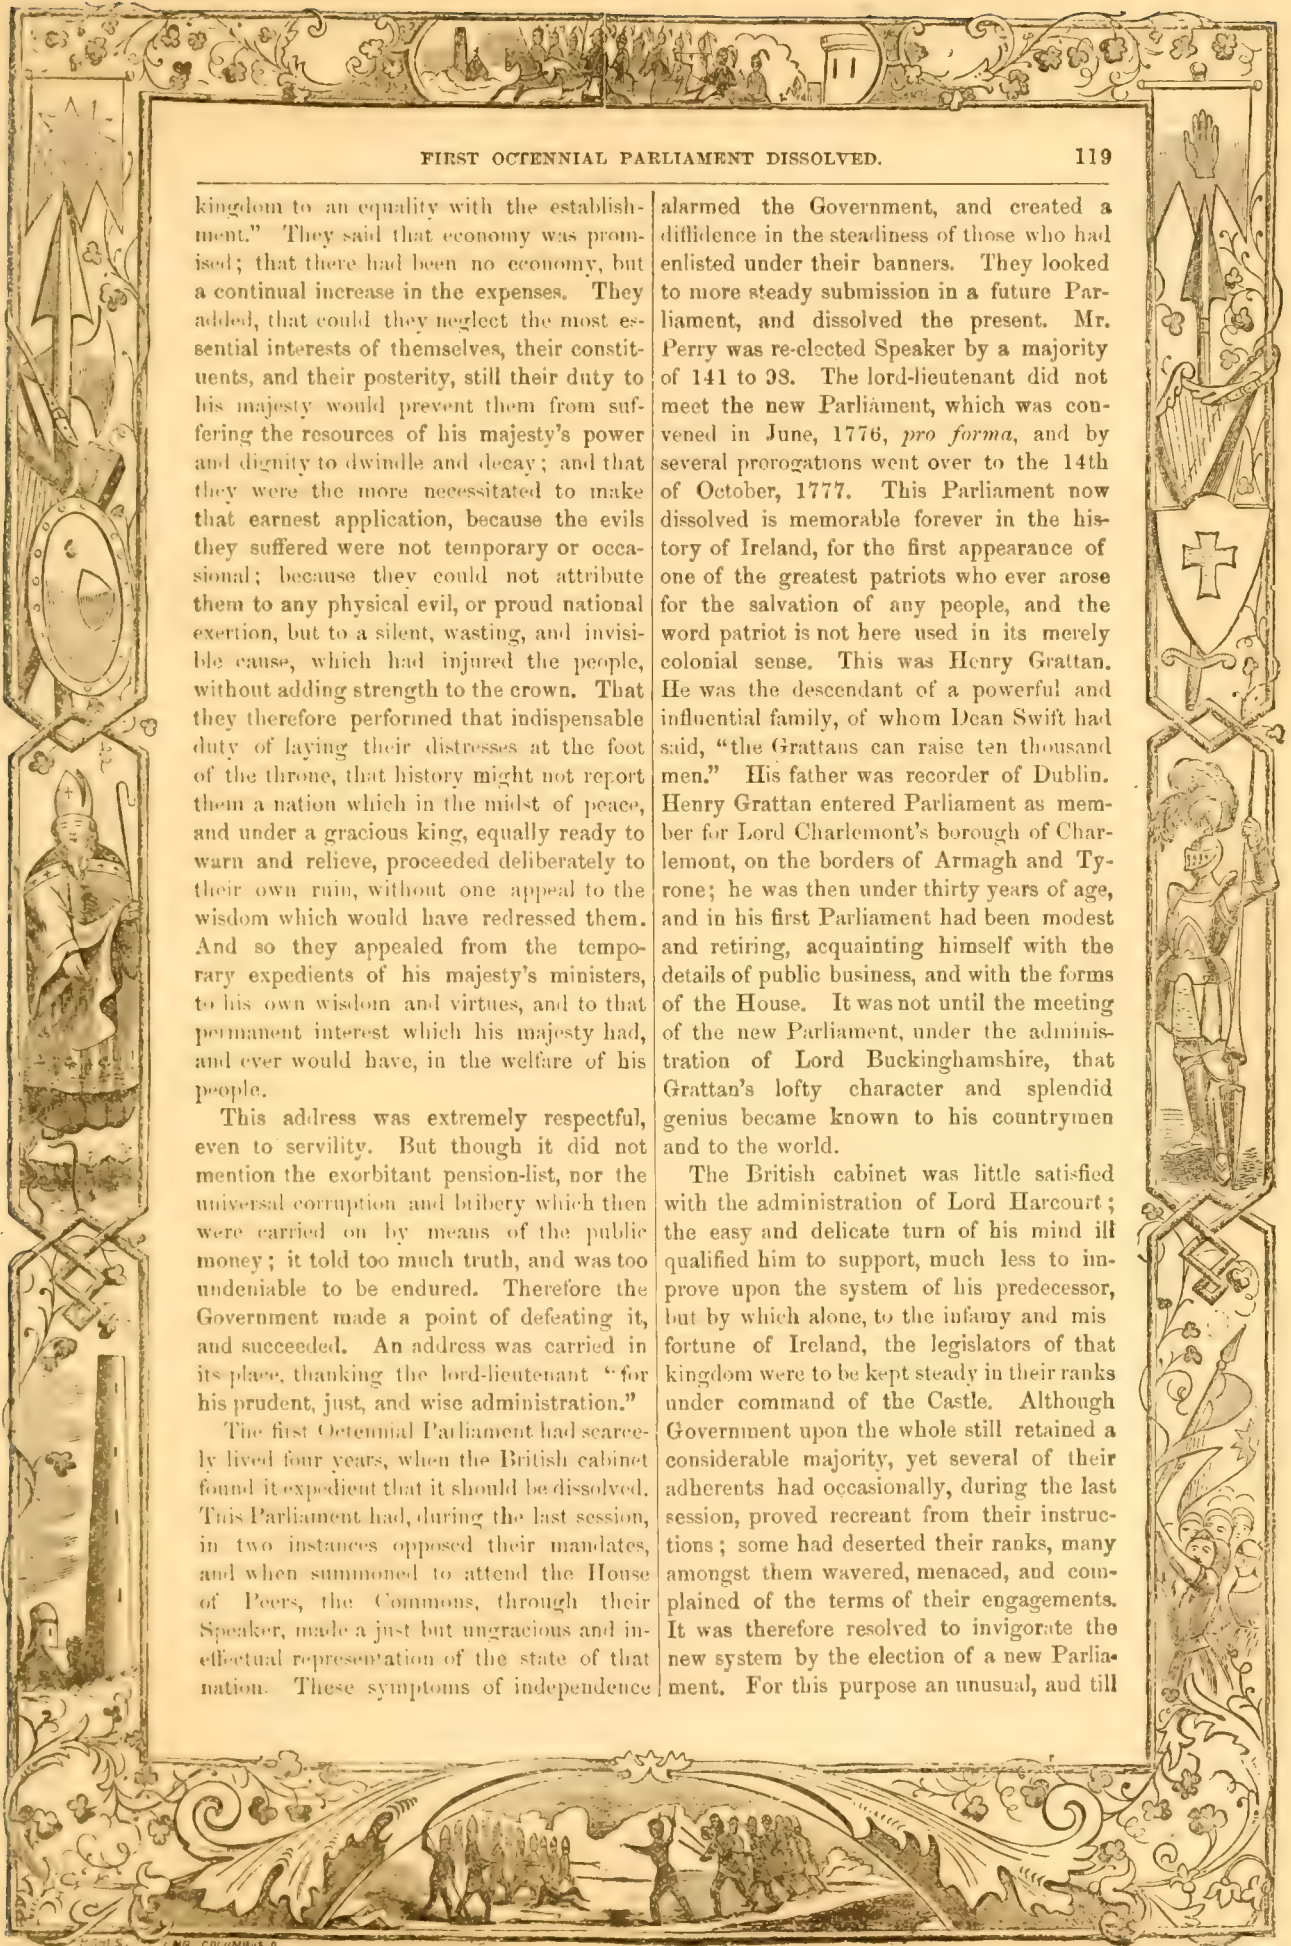 FIRST OCTENNIAL PARLIAMENT DISSOLVED.
119
kingdom to an equality with the establish-
ment.” They said that economy was prom-
ised; that there had been no economy, but
a continual increase in the expenses. They
added, that could they neglect the most es-
sential interests of themselves, their constit-
uents, and their posterity, still their duty to
his majesty would prevent them from suf-
fering the resources of his majesty’s power
and dignity to dwindle and decay; and that
they were the more necessitated to make
that earnest application, because the evils
they suffered were not temporary or occa-
sional; because they could not attribute
them to any physical evil, or proud national
exertion, but to a silent, wasting, and invisi-
ble cause, which had injured the people,
without adding strength to the crown. That
they therefore performed that indispensable
duty of laying their distresses at the foot
of the throne, that history might not report
them a nation which in the midst of peace,
and under a gracious king, equally ready to
warn and relieve, proceeded deliberately to
their own ruin, without one appeal to the
wisdom which would have redressed them.
And so they appealed from the tempo-
rary expedients of his majesty’s ministers,
to his own wisdom and virtues, and to that
permanent interest which his majesty had,
and ever would have, in the welfare of his
people.
This address was extremely respectful,
even to servility. But though it did not
mention the exorbitant pension-list, nor the
universal corruption and bribery which then
were carried on by means of the public
money; it told too much truth, and was too
undeniable to be endured. Therefore the
Government made a point of defeating it,
and succeeded. An address was carried in
its place, thanking the lord-lieutenant “for
his prudent, just, and wise administration.”
The first Octennial Parliament had scarce-
ly lived four years, when the British cabinet
found it expedient that it should be dissolved.
This Parliament had, during the last session,
in two instances opposed their mandates,
and when summoned to attend the House
of Peers, the Commons, through their
Speaker, made a just but ungracious and in-
effectual representation of the state of that
nation. These symptoms of independence
alarmed the Government, and created a
diffidence in the steadiness of those who had
enlisted under their banners. They looked
to more steady submission in a future Par-
liament, and dissolved the present. Mr.
Perry was re-elected Speaker by a majority
of 141 to 98. The lord-lieutenant did not
meet the new Parliament, which was con-
vened in June, 1776, pro forma, and by
several prorogations went over to the 14th
of October, 1777. This Parliament now
dissolved is memorable forever in the his-
tory of Ireland, for the first appearance of
one of the greatest patriots who ever arose
for the salvation of any people, and the
word patriot is not here used in its merely
colonial sense. This was Henry Grattan.
He was the descendant of a powerful and
influential family, of whom Dean Swift had
said, “the Grattans can raise ten thousand
men.” His father was recorder of Dublin.
Henry Grattan entered Parliament as mem-
ber for Lord Charlemont’s borough of Char-
lemont, on the borders of Armagh and Ty-
rone; he was then under thirty years of age,
and in his first Parliament had been modest
and retiring, acquainting himself with the
details of public business, and with the forms
of the House. It was not until the meeting
of the new Parliament, under the adminis-
tration of Lord Buckinghamshire, that
Grattan’s lofty character and splendid
genius became known to his countrymen
and to the world.
The British cabinet was little satisfied
with the administration of Lord Harcourt;
the easy and delicate turn of his mind ill
qualified him to support, much less to im-
prove upon the system of his predecessor,
but by which alone, to the infamy and mis
fortune of Ireland, the legislators of that
kingdom were to be kept steady in their ranks
under command of the Castle. Although
Government upon the whole still retained a
considerable majority, yet several of their
adherents had occasionally, during the last
session, proved recreant from their instruc-
tions; some had deserted their ranks, many
amongst them wavered, menaced, and com-
plained of the terms of their engagements.
It was therefore resolved to invigorate the
new system by the election of a new Parlia-
ment. For this purpose an unusual, and till